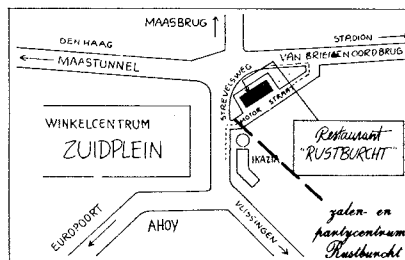 MAASBRUG
DEN HAAG
MAASTUNNEL
STADION
VAN BRIENENOORDBRUG
STREVELSWEG
MOTOR STRAAT
WINKELCENTRUM
ZUIDPLEIN
Restaurant
"RUSTBURCHT"
IKAZIA
EUROPOORT
AHOY
VLISSINGEN
zalen- en
partycentrum
Rustburcht